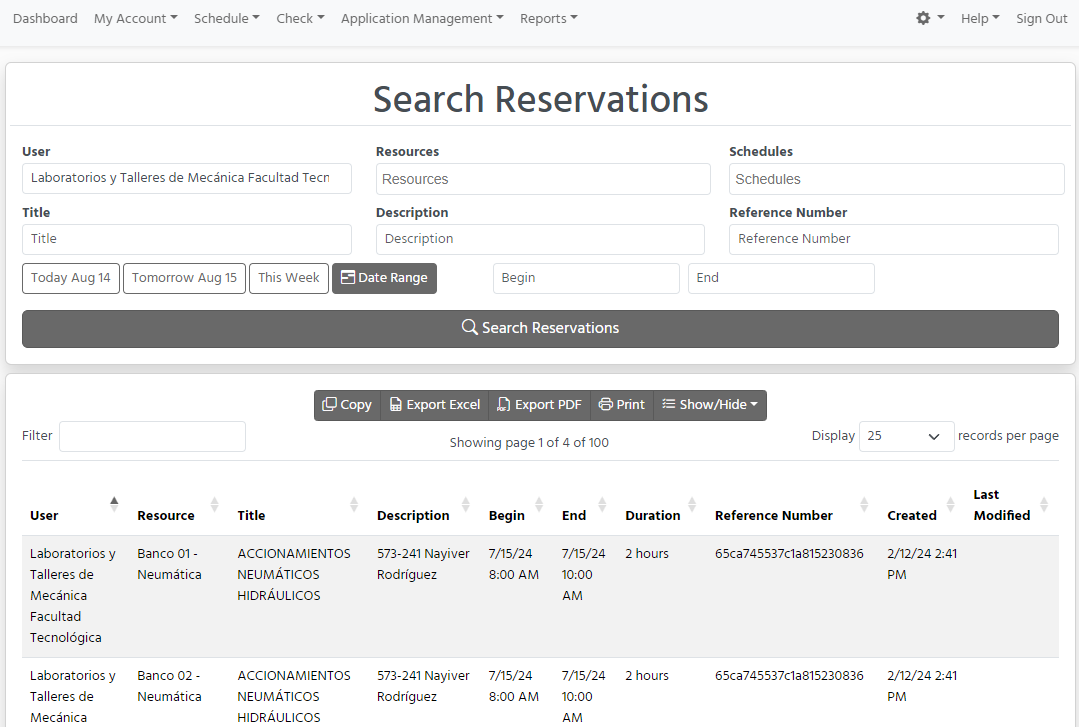 Dashboard My Account Schedule Check Application Management Reports Help Sign Out
Search Reservations
User Resources Schedules
Laboratorios y Talleres de Mecánica Facultad Tecn Resources Schedules
Title Description Reference Number
Title Description Reference Number
Today Aug 14 Tomorrow Aug 15 This Week Date Range Begin End
Search Reservations
Copy Export Excel Export PDF Print Show/Hide
Filter Showing page 1 of 4 of 100 Display 25 records per page
User Resource Title Description Begin End Duration Reference Number Created Last Modified
Laboratorios y Banco 01 - ACCIONAMIENTOS 573-241 Nayiver 7/15/24 7/15/24 2 hours 65ca745537c1a815230836 2/12/24 2:41
Talleres de Neumática NEUMÁTICOS Rodríguez 8:00 AM 10:00 PM
Mecánica HIDRÁULICOS AM
Facultad
Tecnológica
Laboratorios y Banco 02 - ACCIONAMIENTOS 573-241 Nayiver 7/15/24 7/15/24 2 hours 65ca745537c1a815230836 2/12/24 2:41
Talleres de Neumática NEUMÁTICOS Rodríguez 8:00 AM 10:00 PM
Mecánica HIDRÁULICOS AM